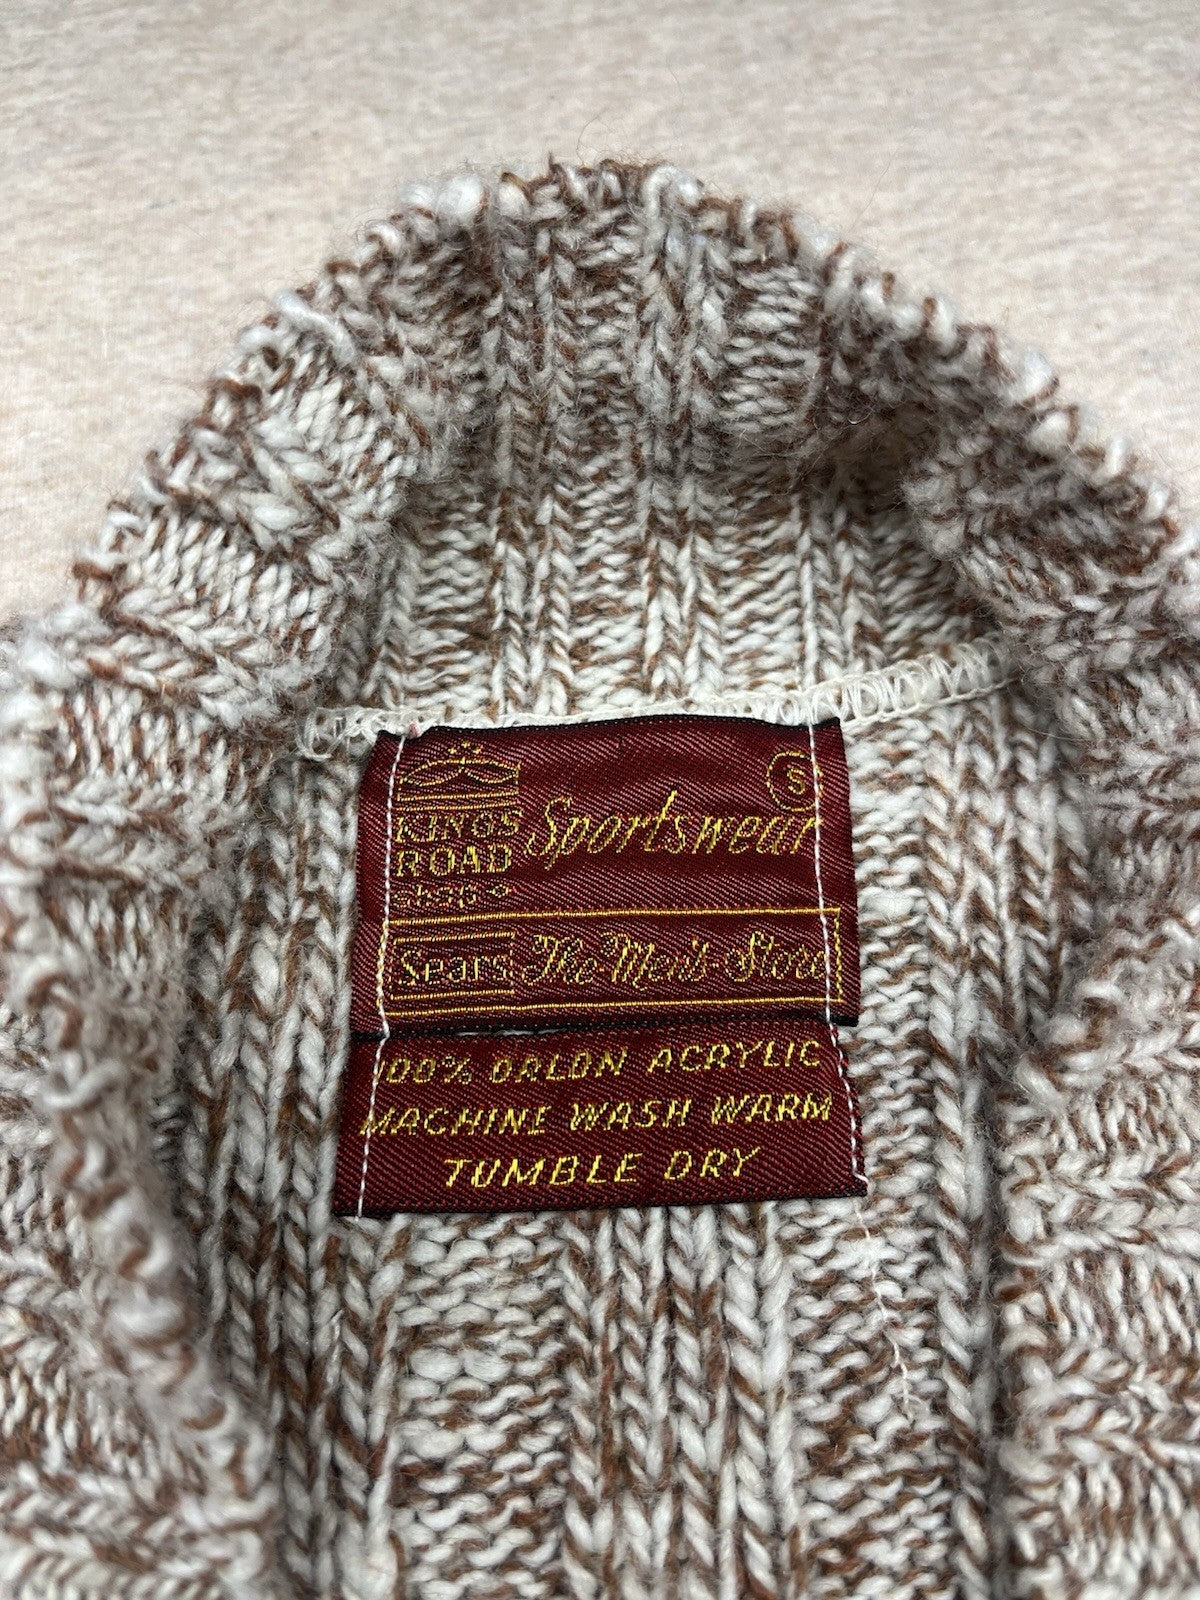 S
KINGS
ROAD
shop
Sportswear
Sears The Men's Store
100% ORLON ACRYLIC
MACHINE WASH WARM
TUMBLE DRY